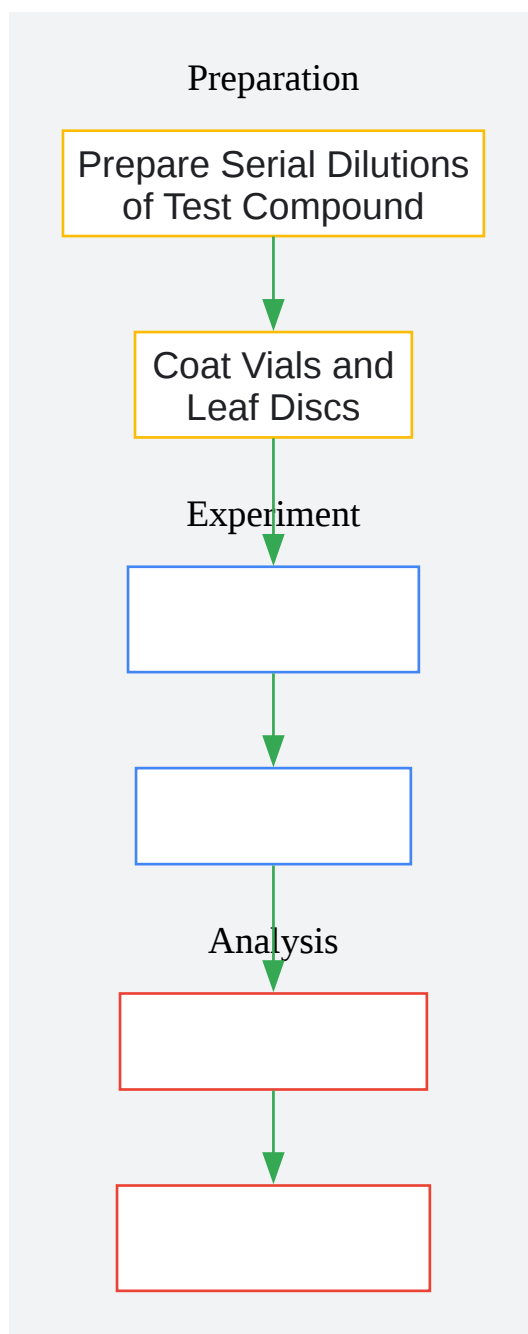 Preparation
Prepare Serial Dilutions
of Test Compound
Coat Vials and
Leaf Discs
Experiment
Analysis